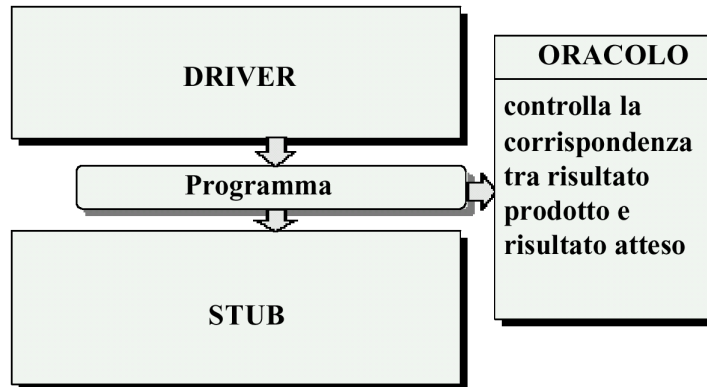 DRIVER
Programma
STUB
ORACOLO
controlla la
corrispondenza
tra risultato
prodotto e
risultato atteso